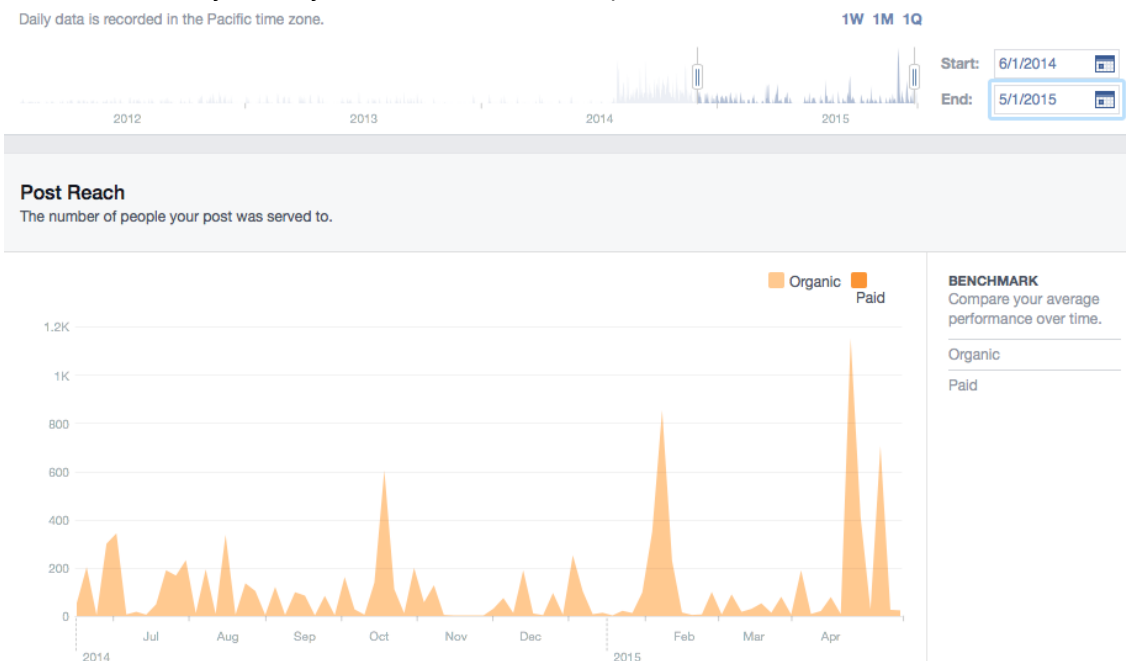 Daily data is recorded in the Pacific time zone.
1W 1M 1Q
Start: 6/1/2014
End: 5/1/2015
2012 2013 2014 2015
Post Reach
The number of people your post was served to.
Organic Paid
BENCHMARK
Compare your average
performance over time.
Organic
Paid
1.2K
1K
800
600
400
200
0
Jul Aug Sep Oct Nov Dec Feb Mar Apr
2014 2015